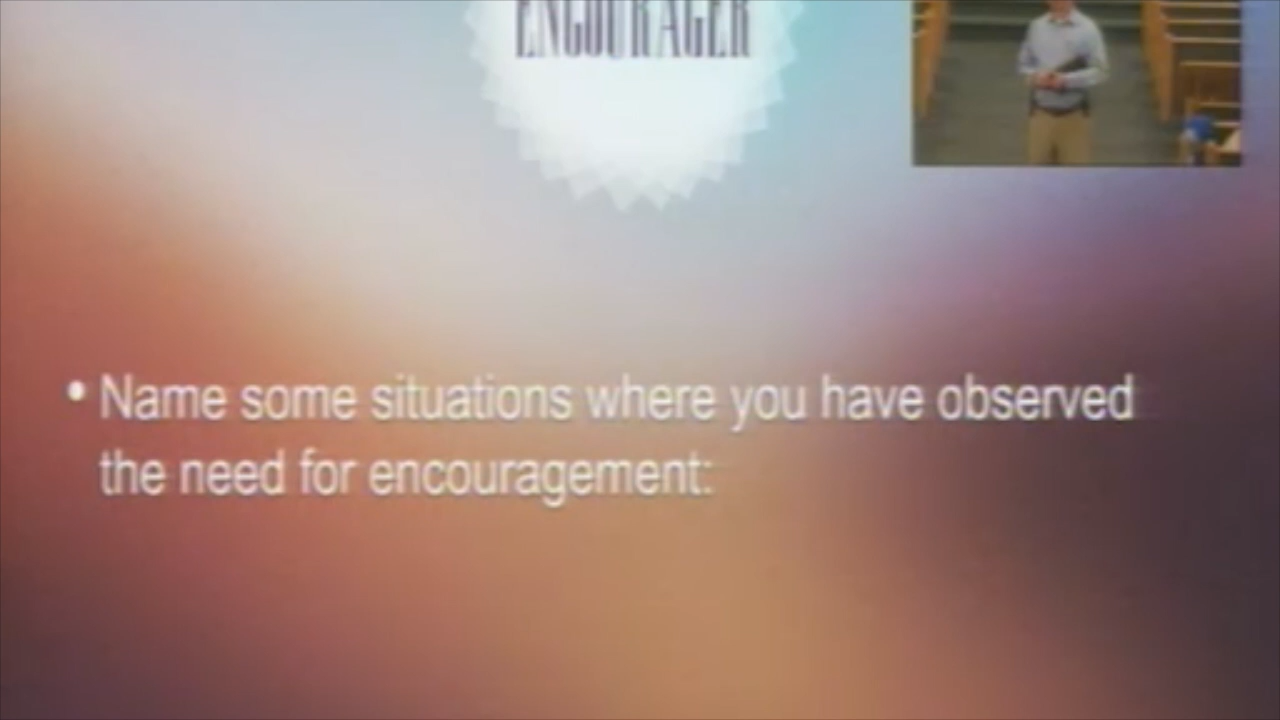 ENCOURAGER
• Name some situations where you have observed
the need for encouragement: